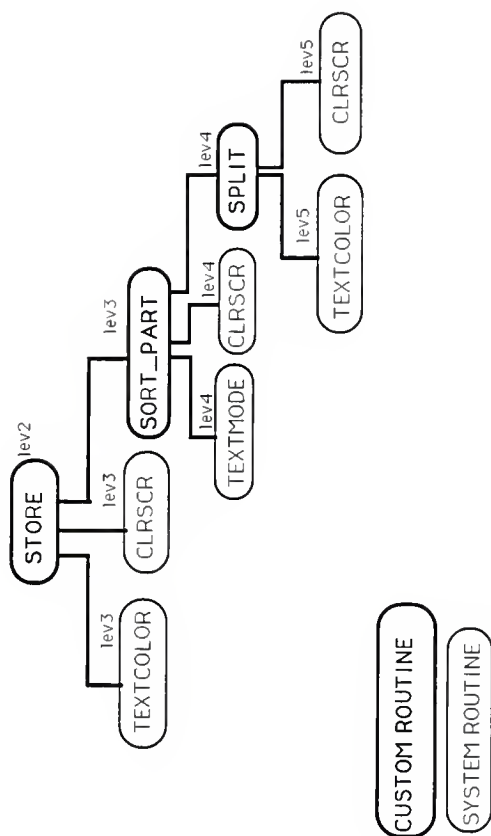 lev2
STORE
lev3
TEXTCOLOR
lev3
CLRSCR
lev3
SORT_PART
lev4
TEXTMODE
lev4
CLRSCR
lev4
SPLIT
lev5
TEXTCOLOR
lev5
CLRSCR
CUSTOM ROUTINE
SYSTEM ROUTINE